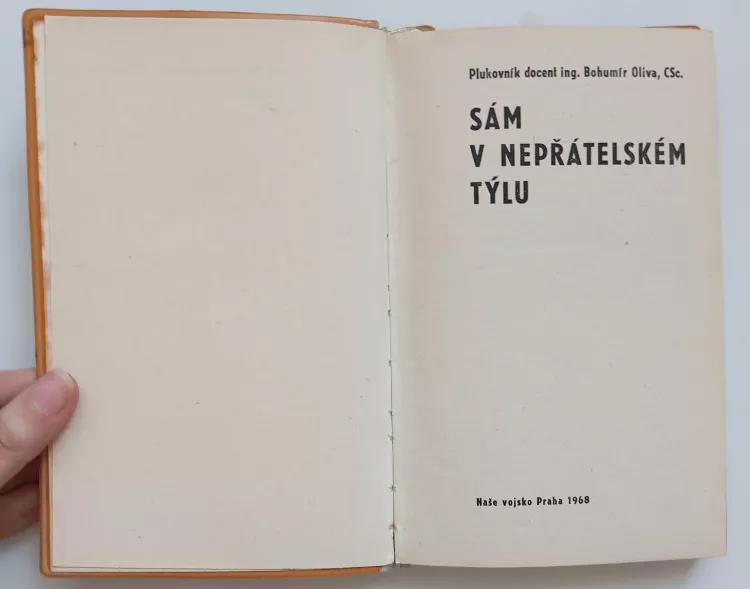 Plukovník docent ing. Bohumír Oliva, CSc.
SÁM
V NEPŘÁTELSKÉM
TÝLU
Naše vojsko Praha 1968